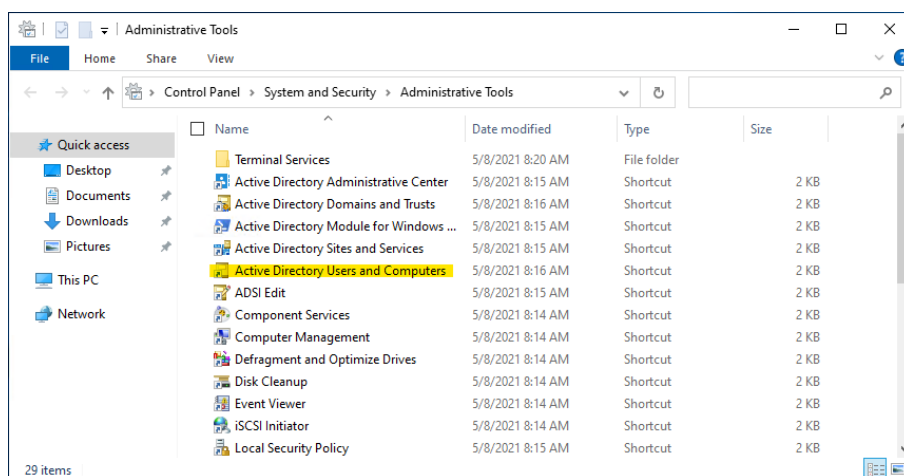 Administrative Tools
File Home Share View
Control Panel > System and Security > Administrative Tools
Name Date modified Type Size
Quick access
Desktop
Documents
Downloads
Pictures
This PC
Network
Terminal Services 5/8/2021 8:20 AM File folder
Active Directory Administrative Center 5/8/2021 8:15 AM Shortcut 2 KB
Active Directory Domains and Trusts 5/8/2021 8:16 AM Shortcut 2 KB
Active Directory Module for Windows ... 5/8/2021 8:15 AM Shortcut 2 KB
Active Directory Sites and Services 5/8/2021 8:15 AM Shortcut 2 KB
Active Directory Users and Computers 5/8/2021 8:16 AM Shortcut 2 KB
ADSI Edit 5/8/2021 8:15 AM Shortcut 2 KB
Component Services 5/8/2021 8:14 AM Shortcut 2 KB
Computer Management 5/8/2021 8:14 AM Shortcut 2 KB
Defragment and Optimize Drives 5/8/2021 8:14 AM Shortcut 2 KB
Disk Cleanup 5/8/2021 8:14 AM Shortcut 2 KB
Event Viewer 5/8/2021 8:14 AM Shortcut 2 KB
iSCSI Initiator 5/8/2021 8:14 AM Shortcut 2 KB
Local Security Policy 5/8/2021 8:15 AM Shortcut 2 KB
29 items